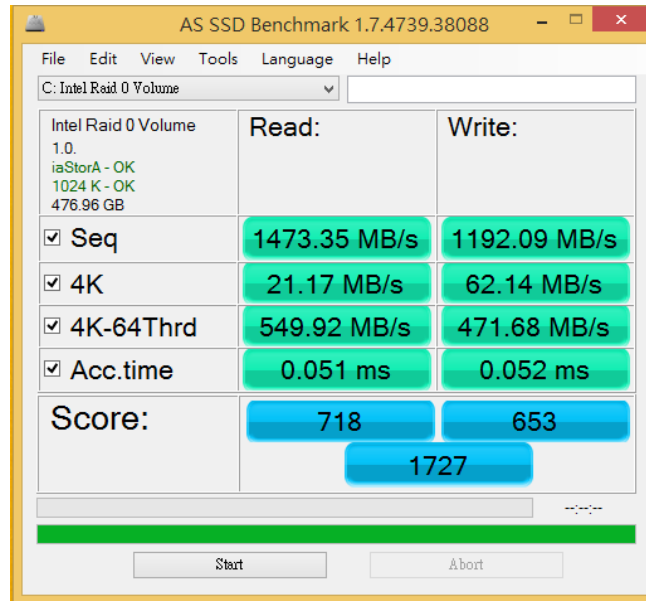 AS SSD Benchmark 1.7.4739.38088
File Edit View Tools Language Help
C: Intel Raid 0 Volume
Intel Raid 0 Volume
1.0.
iaStorA - OK
1024 K - OK
476.96 GB
Read: Write:
Seq 1473.35 MB/s 1192.09 MB/s
4K 21.17 MB/s 62.14 MB/s
4K-64Thrd 549.92 MB/s 471.68 MB/s
Acc.time 0.051 ms 0.052 ms
Score: 718 653
1727
--:--:--
Start Abort